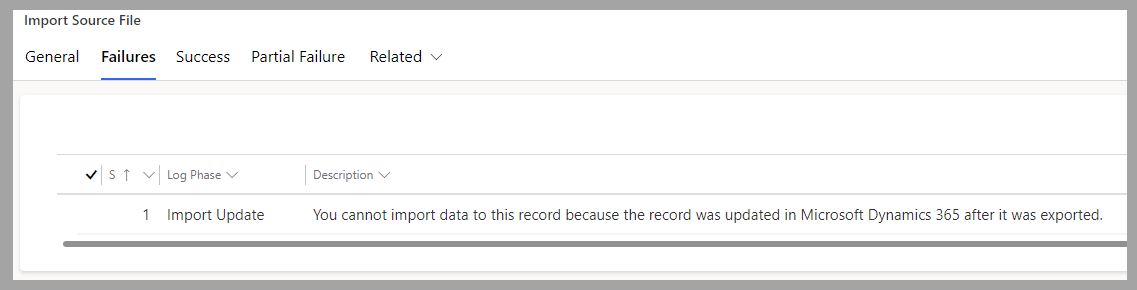 Import Source File
General Failures Success Partial Failure Related
S ↑ Log Phase Description
1 Import Update You cannot import data to this record because the record was updated in Microsoft Dynamics 365 after it was exported.